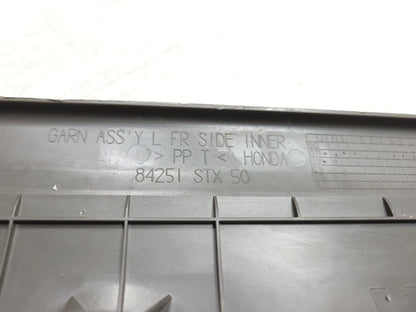 GARN ASS'Y L FR SIDE INNER
>PP T< HONDA
84251 STX 50